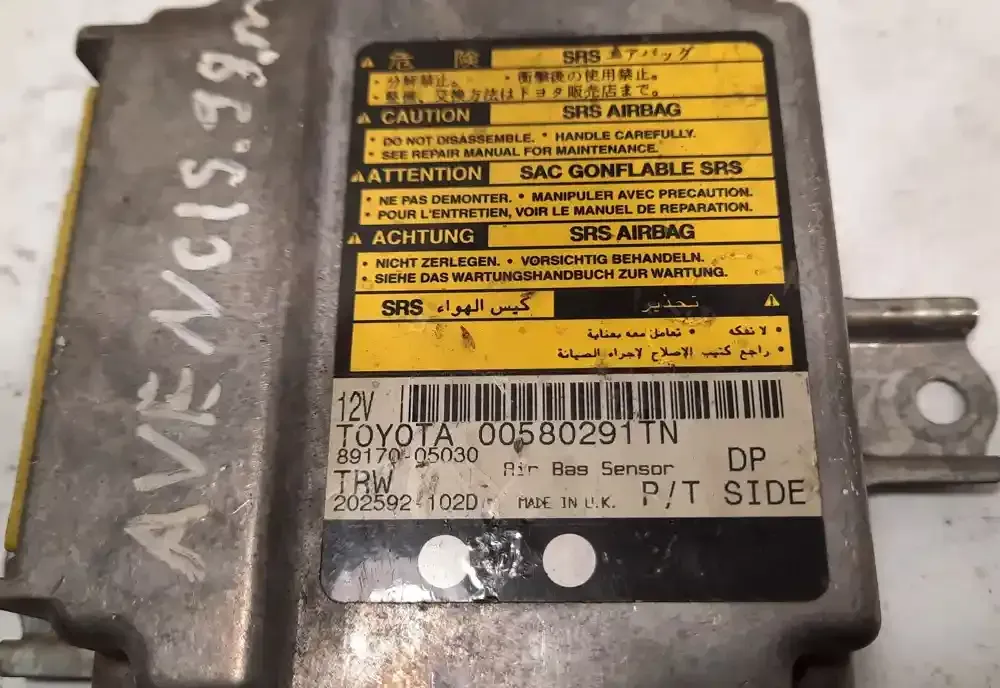 AVENCIS.99.m
危 険 SRS エアバッグ
・分解禁止。 ・衝撃後の使用禁止。
・整備、交換方法はトヨタ販売店まで。
CAUTION SRS AIRBAG
• DO NOT DISASSEMBLE. • HANDLE CAREFULLY.
• SEE REPAIR MANUAL FOR MAINTENANCE.
ATTENTION SAC GONFLABLE SRS
• NE PAS DEMONTER. • MANIPULER AVEC PRECAUTION.
• POUR L'ENTRETIEN, VOIR LE MANUEL DE REPARATION.
ACHTUNG SRS AIRBAG
• NICHT ZERLEGEN. • VORSICHTIG BEHANDELN.
• SIEHE DAS WARTUNGSHANDBUCH ZUR WARTUNG.
تحذير كيس الهواء SRS
• لا تفكه • تعامل معه بعناية
• راجع كتيب الإصلاح لإجراء الصيانة
12V
TOYOTA 00580291TN
89170-05030 Air Bag Sensor DP
TRW P/T SIDE
202592-102D MADE IN U.K.